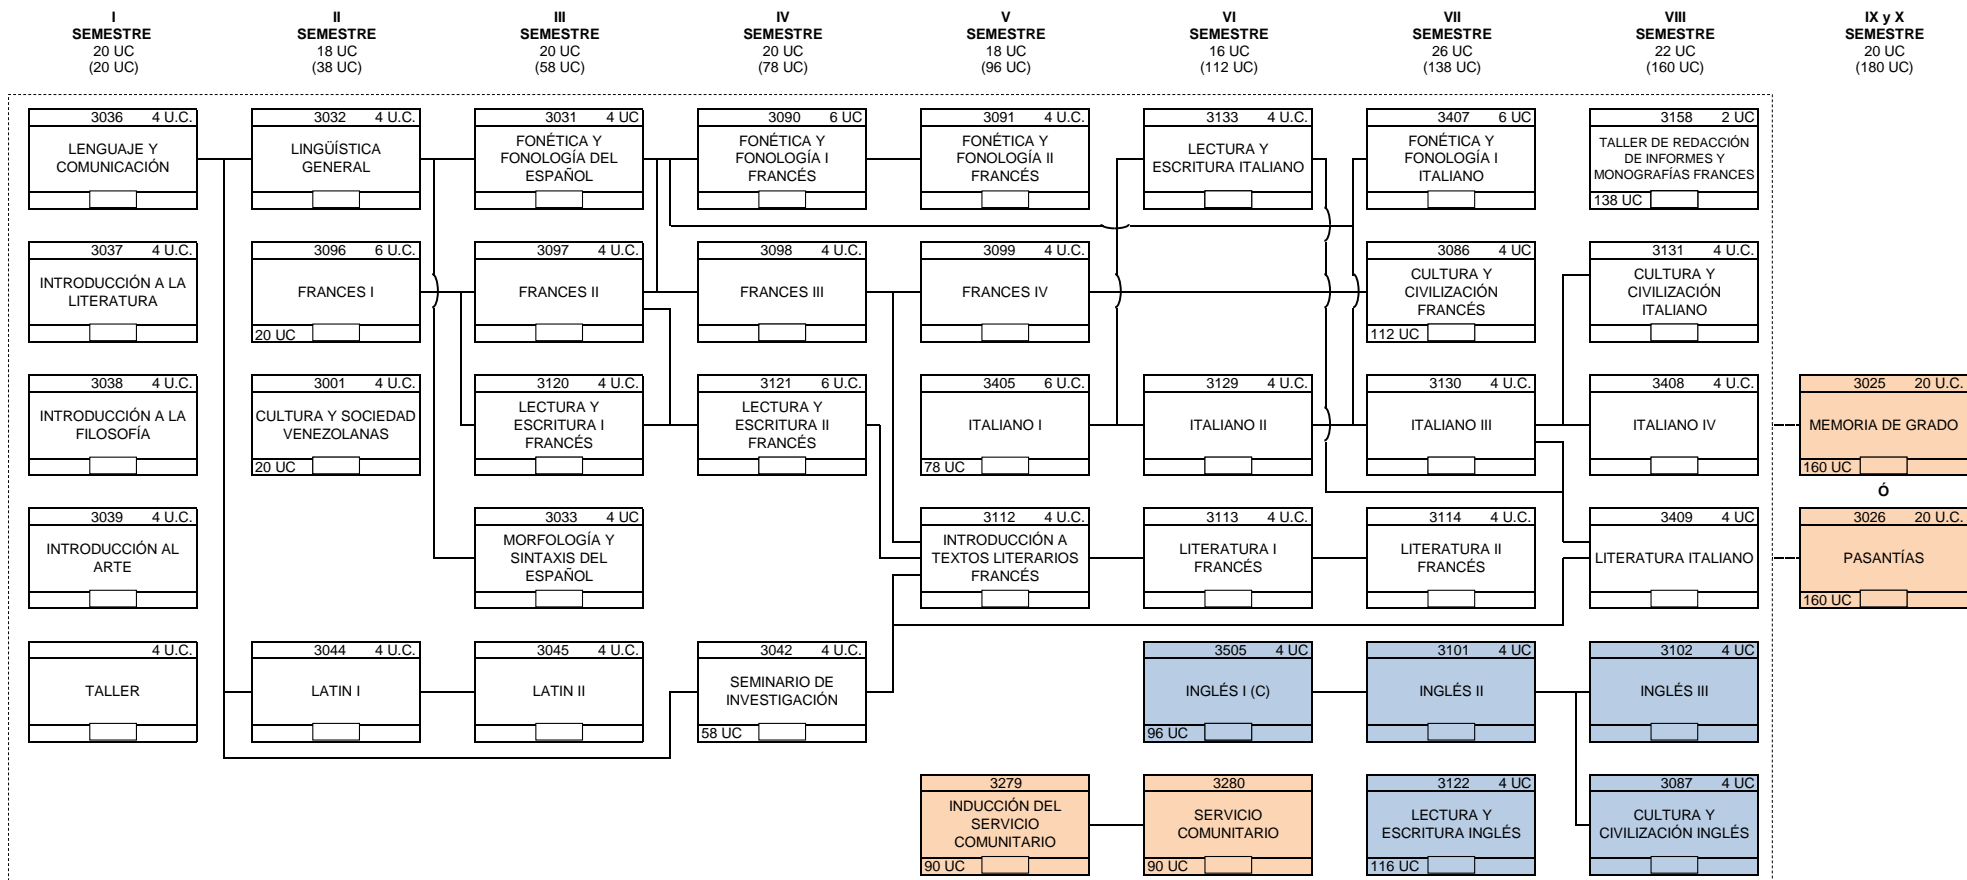 I
SEMESTRE
20 UC
(20 UC)
II
SEMESTRE
18 UC
(38 UC)
III
SEMESTRE
20 UC
(58 UC)
IV
SEMESTRE
20 UC
(78 UC)
V
SEMESTRE
18 UC
(96 UC)
VI
SEMESTRE
16 UC
(112 UC)
VII
SEMESTRE
26 UC
(138 UC)
VIII
SEMESTRE
22 UC
(160 UC)
IX y X
SEMESTRE
20 UC
(180 UC)
3036 4 U.C.
LENGUAJE Y
COMUNICACIÓN
3032 4 U.C.
LINGÜÍSTICA
GENERAL
3031 4 UC
FONÉTICA Y
FONOLOGÍA DEL
ESPAÑOL
3090 6 UC
FONÉTICA Y
FONOLOGÍA I
FRANCÉS
3091 4 U.C.
FONÉTICA Y
FONOLOGÍA II
FRANCÉS
3133 4 U.C.
LECTURA Y
ESCRITURA ITALIANO
3407 6 UC
FONÉTICA Y
FONOLOGÍA I
ITALIANO
3158 2 UC
TALLER DE REDACCIÓN
DE INFORMES Y
MONOGRAFÍAS FRANCES
138 UC
3037 4 U.C.
INTRODUCCIÓN A LA
LITERATURA
3096 6 U.C.
FRANCES I
20 UC
3097 4 U.C.
FRANCES II
3098 4 U.C.
FRANCES III
3099 4 U.C.
FRANCES IV
3086 4 UC
CULTURA Y
CIVILIZACIÓN
FRANCÉS
112 UC
3131 4 U.C.
CULTURA Y
CIVILIZACIÓN
ITALIANO
3038 4 U.C.
INTRODUCCIÓN A LA
FILOSOFÍA
3001 4 U.C.
CULTURA Y SOCIEDAD
VENEZOLANAS
20 UC
3120 4 U.C.
LECTURA Y
ESCRITURA I
FRANCÉS
3121 6 U.C.
LECTURA Y
ESCRITURA II
FRANCÉS
3405 6 U.C.
ITALIANO I
78 UC
3129 4 U.C.
ITALIANO II
3130 4 U.C.
ITALIANO III
3408 4 U.C.
ITALIANO IV
3025 20 U.C.
MEMORIA DE GRADO
160 UC
Ó
3039 4 U.C.
INTRODUCCIÓN AL
ARTE
3033 4 UC
MORFOLOGÍA Y
SINTAXIS DEL
ESPAÑOL
3112 4 U.C.
INTRODUCCIÓN A
TEXTOS LITERARIOS
FRANCÉS
3113 4 U.C.
LITERATURA I
FRANCÉS
3114 4 U.C.
LITERATURA II
FRANCÉS
3409 4 UC
LITERATURA ITALIANO
3026 20 U.C.
PASANTÍAS
160 UC
4 U.C.
TALLER
3044 4 U.C.
LATIN I
3045 4 U.C.
LATIN II
3042 4 U.C.
SEMINARIO DE
INVESTIGACIÓN
58 UC
3505 4 UC
INGLÉS I (C)
96 UC
3101 4 UC
INGLÉS II
3102 4 UC
INGLÉS III
3279
INDUCCIÓN DEL
SERVICIO
COMUNITARIO
90 UC
3280
SERVICIO
COMUNITARIO
90 UC
3122 4 UC
LECTURA Y
ESCRITURA INGLÉS
116 UC
3087 4 UC
CULTURA Y
CIVILIZACIÓN INGLÉS